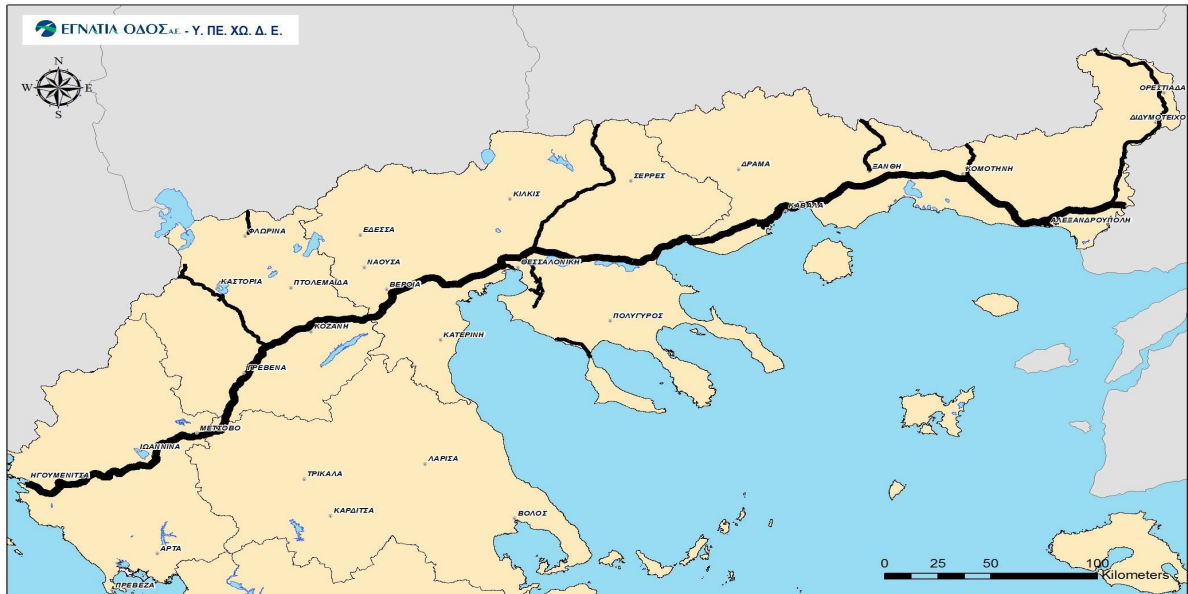 ΕΓΝΑΤΙΑ ΟΔΟΣ Α.Ε. - Υ. ΠΕ. ΧΩ. Δ. Ε.
N
W E
S
ΟΡΕΣΤΙΑΔΑ
ΔΙΔΥΜΟΤΕΙΧΟ
ΔΡΑΜΑ
ΞΑΝΘΗ
ΚΟΜΟΤΗΝΗ
ΣΕΡΡΕΣ
ΚΙΛΚΙΣ
ΚΑΒΑΛΑ
ΑΛΕΞΑΝΔΡΟΥΠΟΛΗ
ΦΛΩΡΙΝΑ
ΕΔΕΣΣΑ
ΘΕΣΣΑΛΟΝΙΚΗ
ΝΑΟΥΣΑ
ΚΑΣΤΟΡΙΑ
ΠΤΟΛΕΜΑΪΔΑ
ΒΕΡΟΙΑ
ΠΟΛΥΓΥΡΟΣ
ΚΟΖΑΝΗ
ΚΑΤΕΡΙΝΗ
ΓΡΕΒΕΝΑ
ΜΕΤΣΟΒΟ
ΙΩΑΝΝΙΝΑ
ΛΑΡΙΣΑ
ΗΓΟΥΜΕΝΙΤΣΑ
ΤΡΙΚΑΛΑ
ΚΑΡΔΙΤΣΑ
ΒΟΛΟΣ
ΑΡΤΑ
ΠΡΕΒΕΖΑ
0 25 50 100
Kilometers